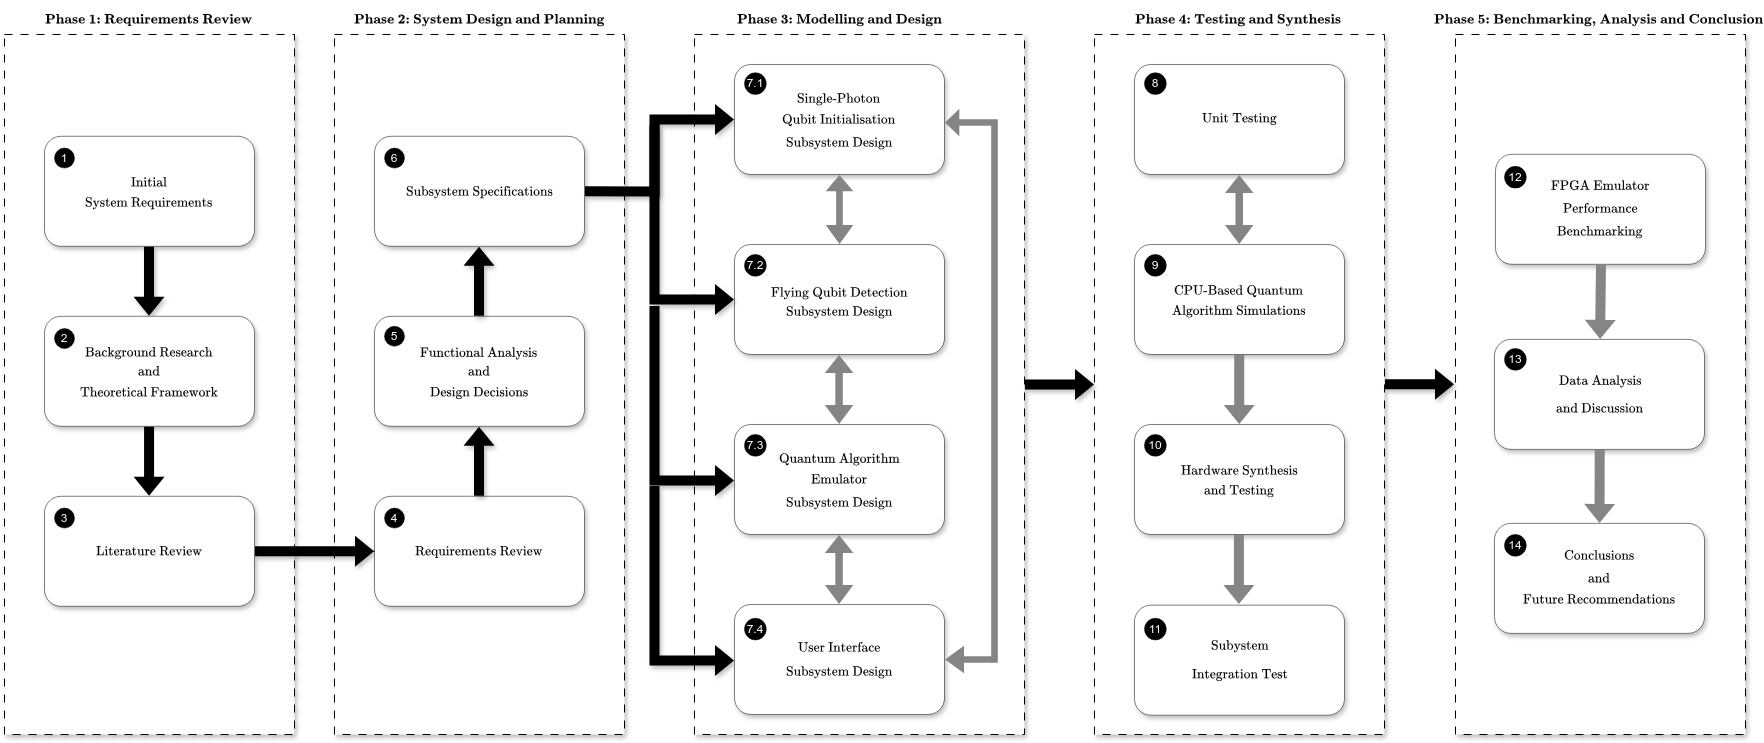 Phase 1: Requirements Review
1
Initial
System Requirements
2
Background Research
and
Theoretical Framework
3
Literature Review
Phase 2: System Design and Planning
6
Subsystem Specifications
5
Functional Analysis
and
Design Decisions
4
Requirements Review
Phase 3: Modelling and Design
7.1
Single-Photon
Qubit Initialisation
Subsystem Design
7.2
Flying Qubit Detection
Subsystem Design
7.3
Quantum Algorithm
Emulator
Subsystem Design
7.4
User Interface
Subsystem Design
Phase 4: Testing and Synthesis
8
Unit Testing
9
CPU-Based Quantum
Algorithm Simulations
10
Hardware Synthesis
and Testing
11
Subystem
Integration Test
Phase 5: Benchmarking, Analysis and Conclusion
12
FPGA Emulator
Performance
Benchmarking
13
Data Analysis
and Discussion
14
Conclusions
and
Future Recommendations